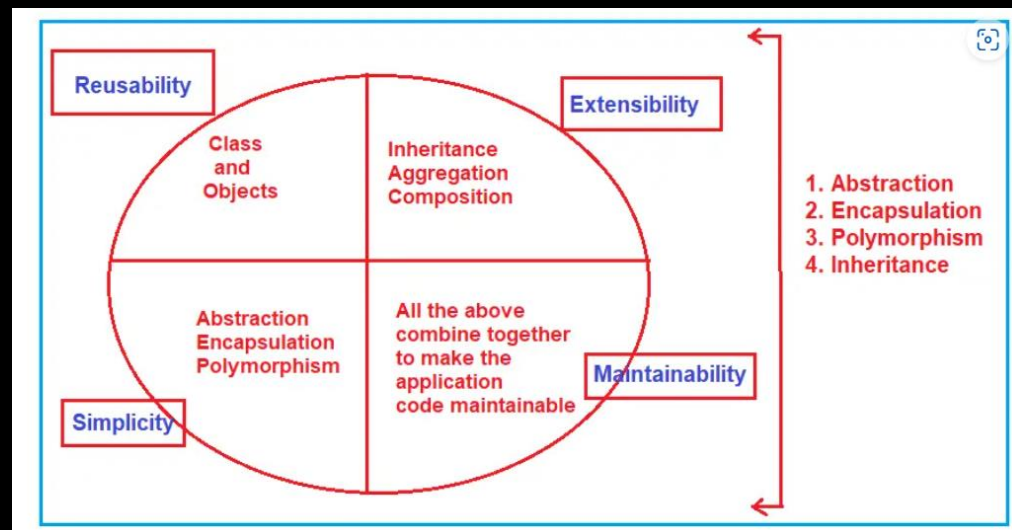 Reusability
Class
and
Objects
Extensibility
Inheritance
Aggregation
Composition
Simplicity
Abstraction
Encapsulation
Polymorphism
Maintainability
All the above
combine together
to make the
application
code maintainable
1. Abstraction
2. Encapsulation
3. Polymorphism
4. Inheritance